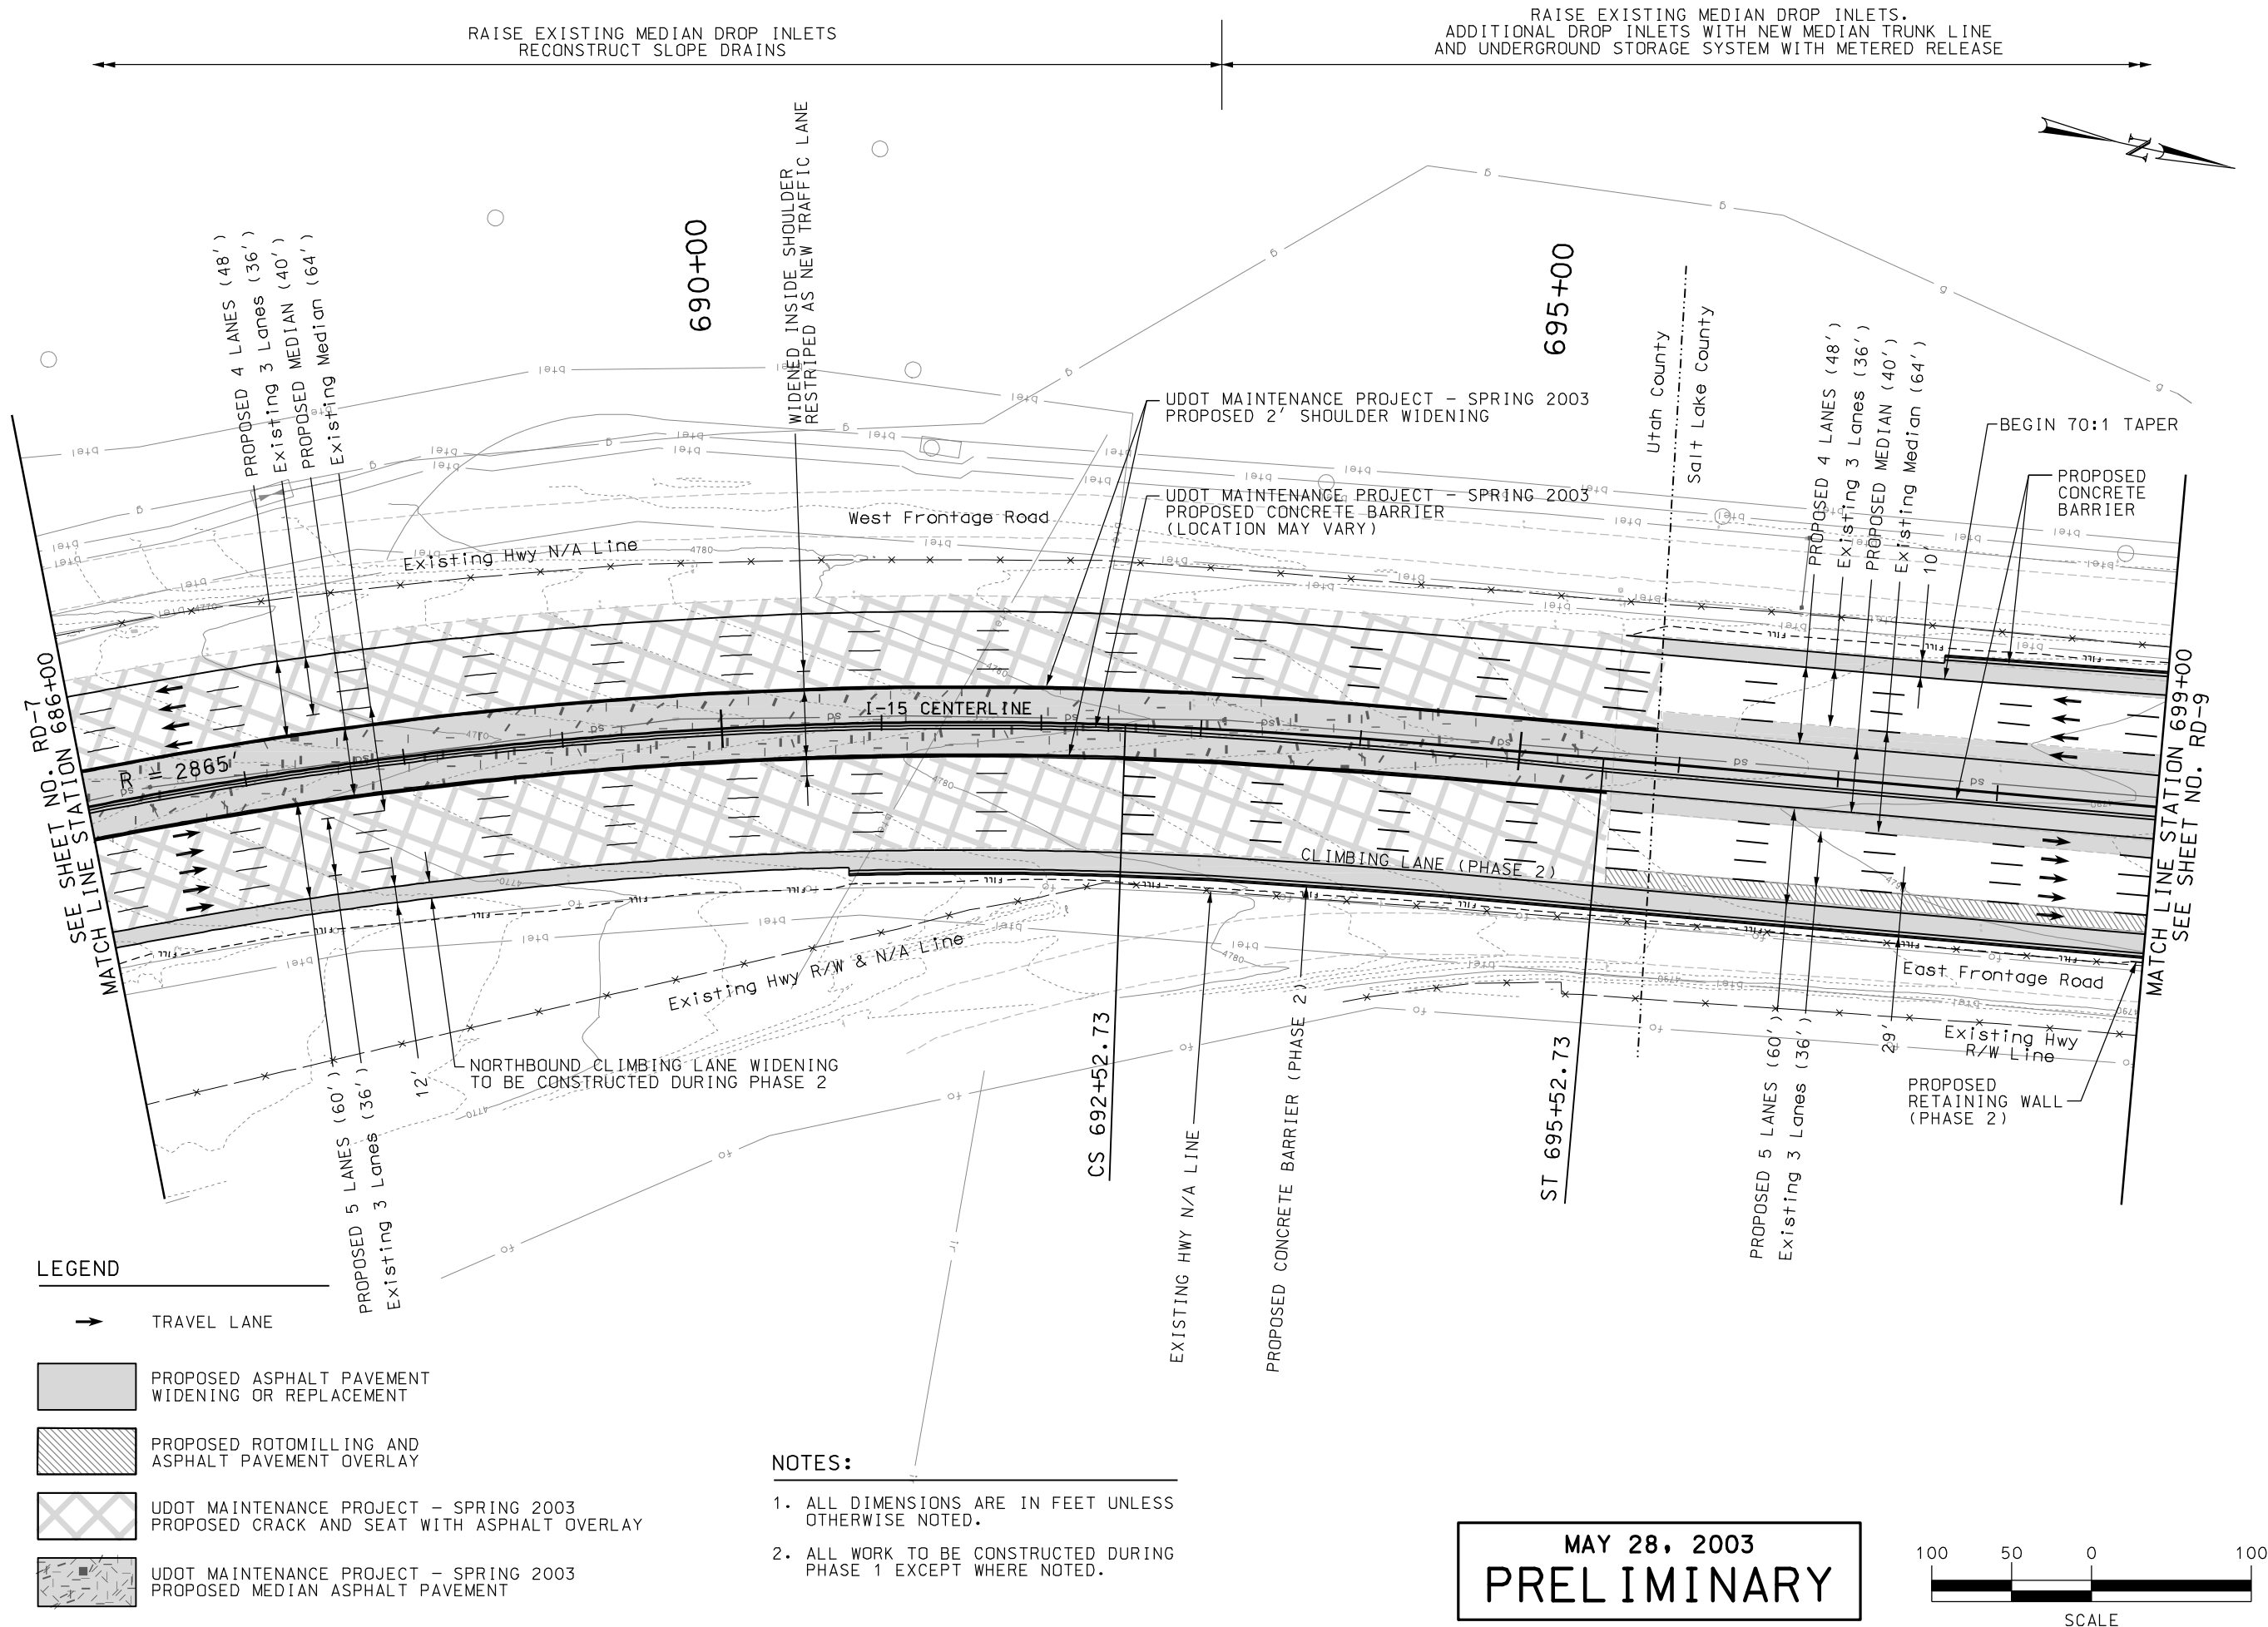 RAISE EXISTING MEDIAN DROP INLETS
RECONSTRUCT SLOPE DRAINS
RAISE EXISTING MEDIAN DROP INLETS.
ADDITIONAL DROP INLETS WITH NEW MEDIAN TRUNK LINE
AND UNDERGROUND STORAGE SYSTEM WITH METERED RELEASE
N
PROPOSED 4 LANES (48')
Existing 3 Lanes (36')
PROPOSED MEDIAN (40')
Existing Median (64')
690+00
WIDENED INSIDE SHOULDER
RESTRIPED AS NEW TRAFFIC LANE
695+00
Utah County
Salt Lake County
UDOT MAINTENANCE PROJECT - SPRING 2003
PROPOSED 2' SHOULDER WIDENING
UDOT MAINTENANCE PROJECT - SPRING 2003
PROPOSED CONCRETE BARRIER
(LOCATION MAY VARY)
PROPOSED 4 LANES (48')
Existing 3 Lanes (36')
PROPOSED MEDIAN (40')
Existing Median (64')
10'
BEGIN 70:1 TAPER
PROPOSED
CONCRETE
BARRIER
West Frontage Road
Existing Hwy N/A Line
SEE SHEET NO. RD-7
MATCH LINE STATION 686+00
R = 2865'
I-15 CENTERLINE
CLIMBING LANE (PHASE 2)
MATCH LINE STATION 699+00
SEE SHEET NO. RD-9
Existing Hwy R/W & N/A Line
East Frontage Road
Existing Hwy
R/W Line
NORTHBOUND CLIMBING LANE WIDENING
TO BE CONSTRUCTED DURING PHASE 2
PROPOSED 5 LANES (60')
Existing 3 Lanes (36')
12'
CS 692+52.73
EXISTING HWY N/A LINE
PROPOSED CONCRETE BARRIER (PHASE 2)
ST 695+52.73
PROPOSED 5 LANES (60')
Existing 3 Lanes (36')
29'
PROPOSED
RETAINING WALL
(PHASE 2)
LEGEND
TRAVEL LANE
PROPOSED ASPHALT PAVEMENT
WIDENING OR REPLACEMENT
PROPOSED ROTOMILLING AND
ASPHALT PAVEMENT OVERLAY
UDOT MAINTENANCE PROJECT - SPRING 2003
PROPOSED CRACK AND SEAT WITH ASPHALT OVERLAY
UDOT MAINTENANCE PROJECT - SPRING 2003
PROPOSED MEDIAN ASPHALT PAVEMENT
NOTES:
1. ALL DIMENSIONS ARE IN FEET UNLESS
OTHERWISE NOTED.
2. ALL WORK TO BE CONSTRUCTED DURING
PHASE 1 EXCEPT WHERE NOTED.
MAY 28, 2003
PRELIMINARY
100 50 0 100
SCALE